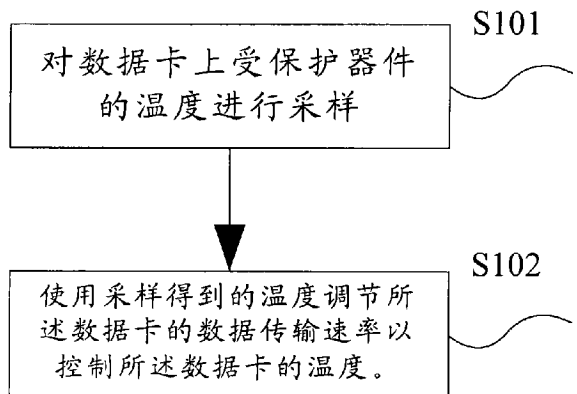 S101
对数据卡上受保护器件
的温度进行采样
S102
使用采样得到的温度调节所
述数据卡的数据传输速率以
控制所述数据卡的温度。